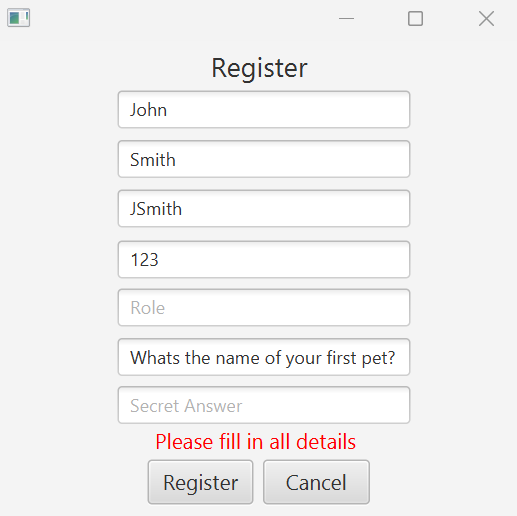 Register
John
Smith
JSmith
123
Role
Whats the name of your first pet?
Secret Answer
Please fill in all details
Register Cancel